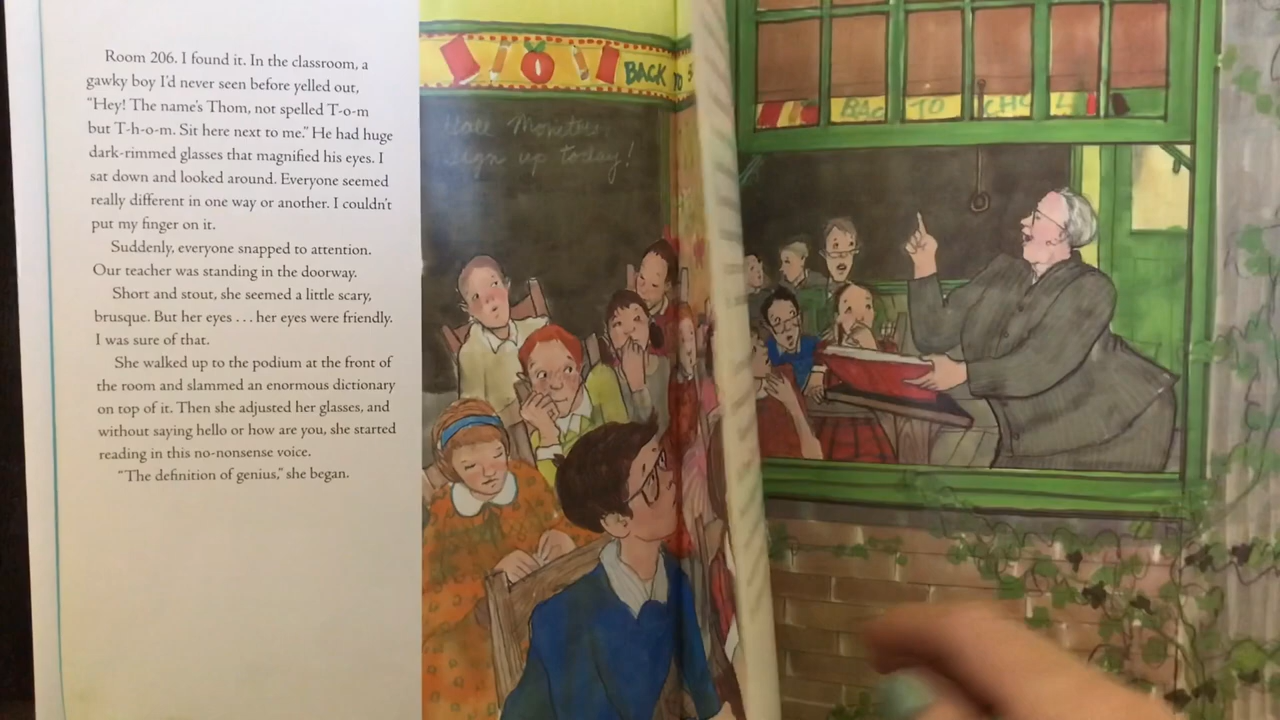 Room 206. I found it. In the classroom, a
gawky boy I'd never seen before yelled out,
"Hey! The name's Thom, not spelled T-o-m
but T-h-o-m. Sit here next to me." He had huge
dark-rimmed glasses that magnified his eyes. I
sat down and looked around. Everyone seemed
really different in one way or another. I couldn't
put my finger on it.
Suddenly, everyone snapped to attention.
Our teacher was standing in the doorway.
Short and stout, she seemed a little scary,
brusque. But her eyes . . . her eyes were friendly.
I was sure of that.
She walked up to the podium at the front of
the room and slammed an enormous dictionary
on top of it. Then she adjusted her glasses, and
without saying hello or how are you, she started
reading in this no-nonsense voice.
"The definition of genius," she began.
BACK TO S
Hall Monitors
Sign up today!
BAC TO CHO L